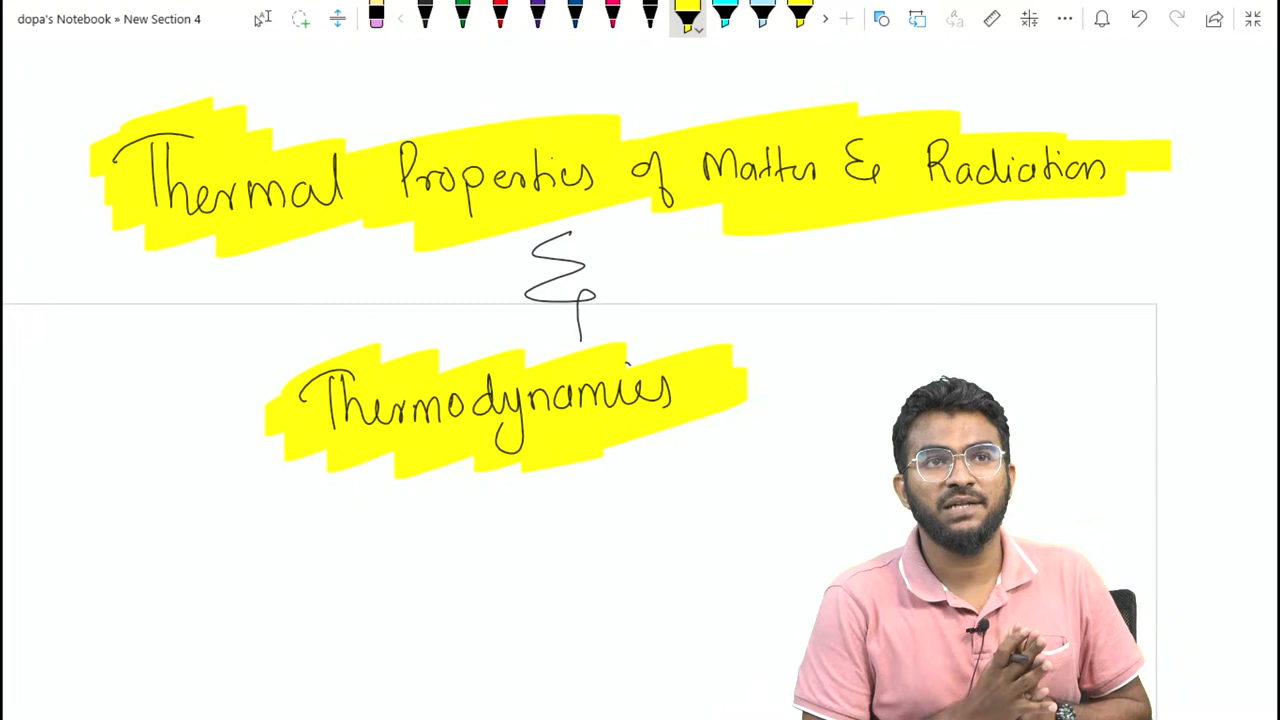 dopa's Notebook » New Section 4
Thermal Properties of Matter & Radiation
&
Thermodynamics